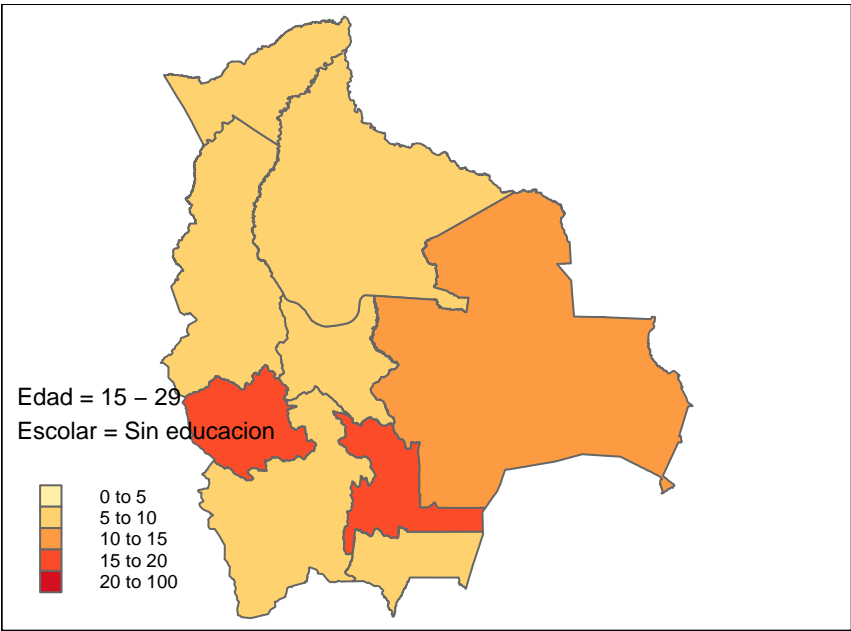 Edad = 15 – 29
Escolar = Sin educacion
0 to 5
5 to 10
10 to 15
15 to 20
20 to 100